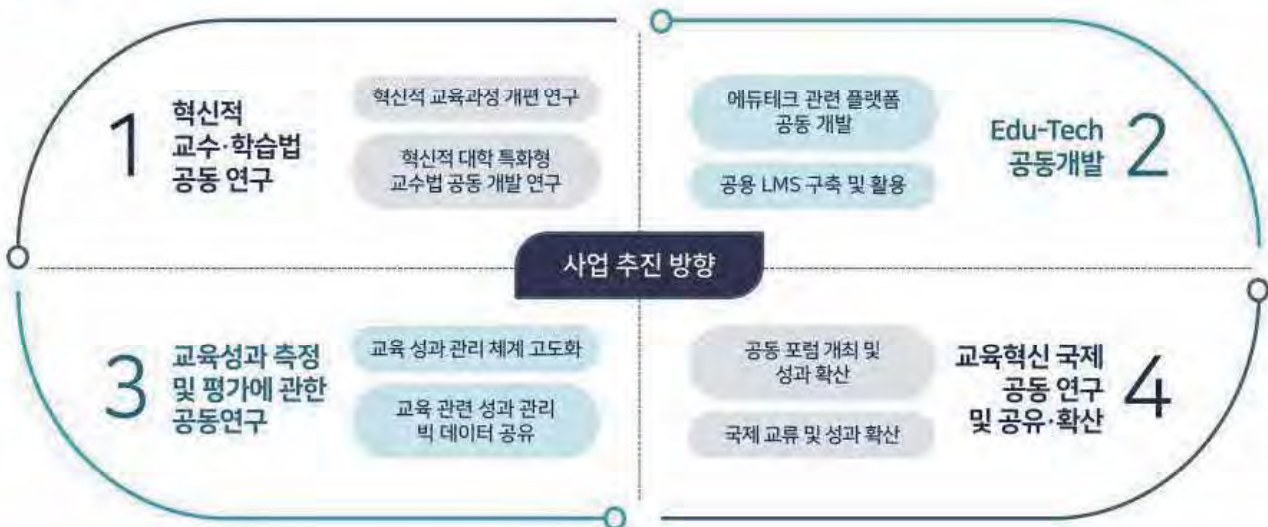 1
혁신적
교수·학습법
공동 연구
혁신적 교육과정 개편 연구
혁신적 대학 특화형
교수법 공동 개발 연구
에듀테크 관련 플랫폼
공동 개발
공용 LMS 구축 및 활용
Edu-Tech
공동개발
2
사업 추진 방향
3
교육성과 측정
및 평가에 관한
공동연구
교육 성과 관리 체계 고도화
교육 관련 성과 관리
빅 데이터 공유
공동 포럼 개최 및
성과 확산
국제 교류 및 성과 확산
교육혁신 국제
공동 연구
및 공유·확산
4